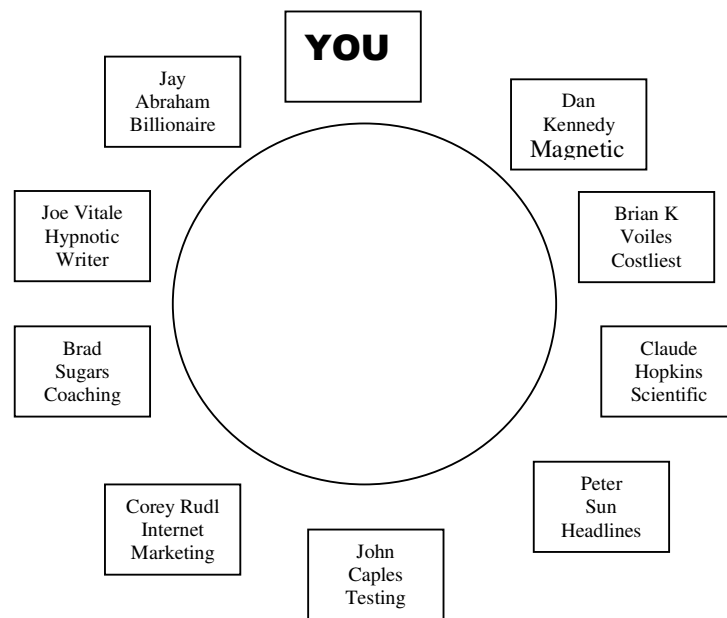 YOU
Jay
Abraham
Billionaire
Dan
Kennedy
Magnetic
Joe Vitale
Hypnotic
Writer
Brian K
Voiles
Costliest
Brad
Sugars
Coaching
Claude
Hopkins
Scientific
Corey Rudl
Internet
Marketing
Peter
Sun
Headlines
John
Caples
Testing